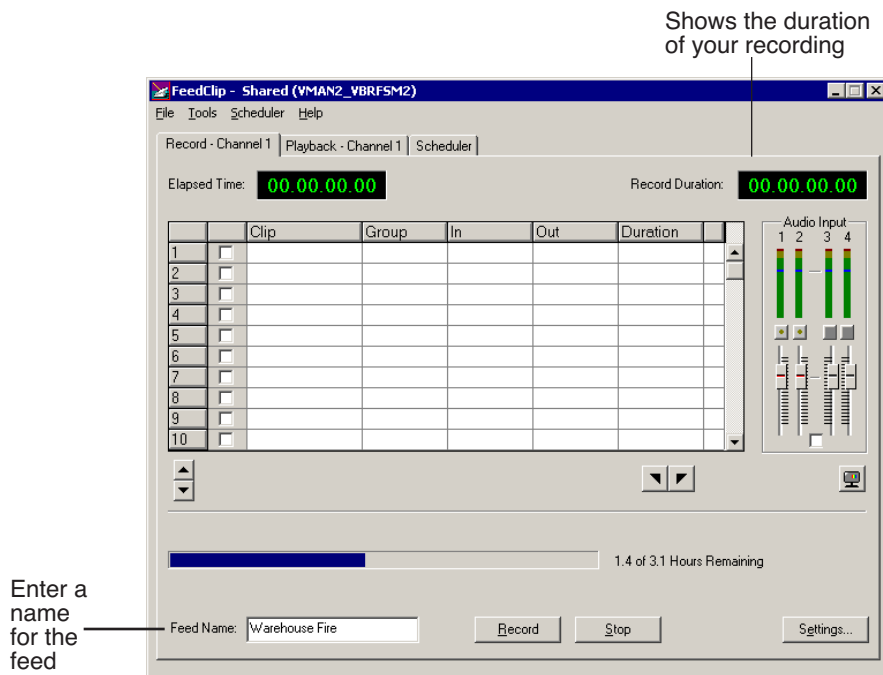 Shows the duration
of your recording
FeedClip - Shared (VMAN2_VBRFSM2)
File Tools Scheduler Help
Record - Channel 1 Playback - Channel 1 Scheduler
Elapsed Time: 00.00.00.00 Record Duration: 00.00.00.00
Clip Group In Out Duration
Audio Input
1 2 3 4
1
2
3
4
5
6
7
8
9
10
1.4 of 3.1 Hours Remaining
Enter a
name
for the
feed
Feed Name: Warehouse Fire Record Stop Settings...